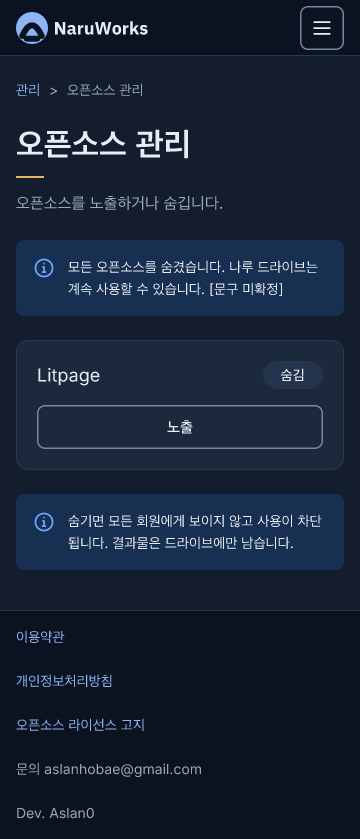 NaruWorks
관리 > 오픈소스 관리
오픈소스 관리
오픈소스를 노출하거나 숨깁니다.
모든 오픈소스를 숨겼습니다. 나루 드라이브는
계속 사용할 수 있습니다. [문구 미확정]
Litpage
숨김
노출
숨기면 모든 회원에게 보이지 않고 사용이 차단
됩니다. 결과물은 드라이브에만 남습니다.
이용약관
개인정보처리방침
오픈소스 라이선스 고지
문의 aslanhobae@gmail.com
Dev. Aslan0